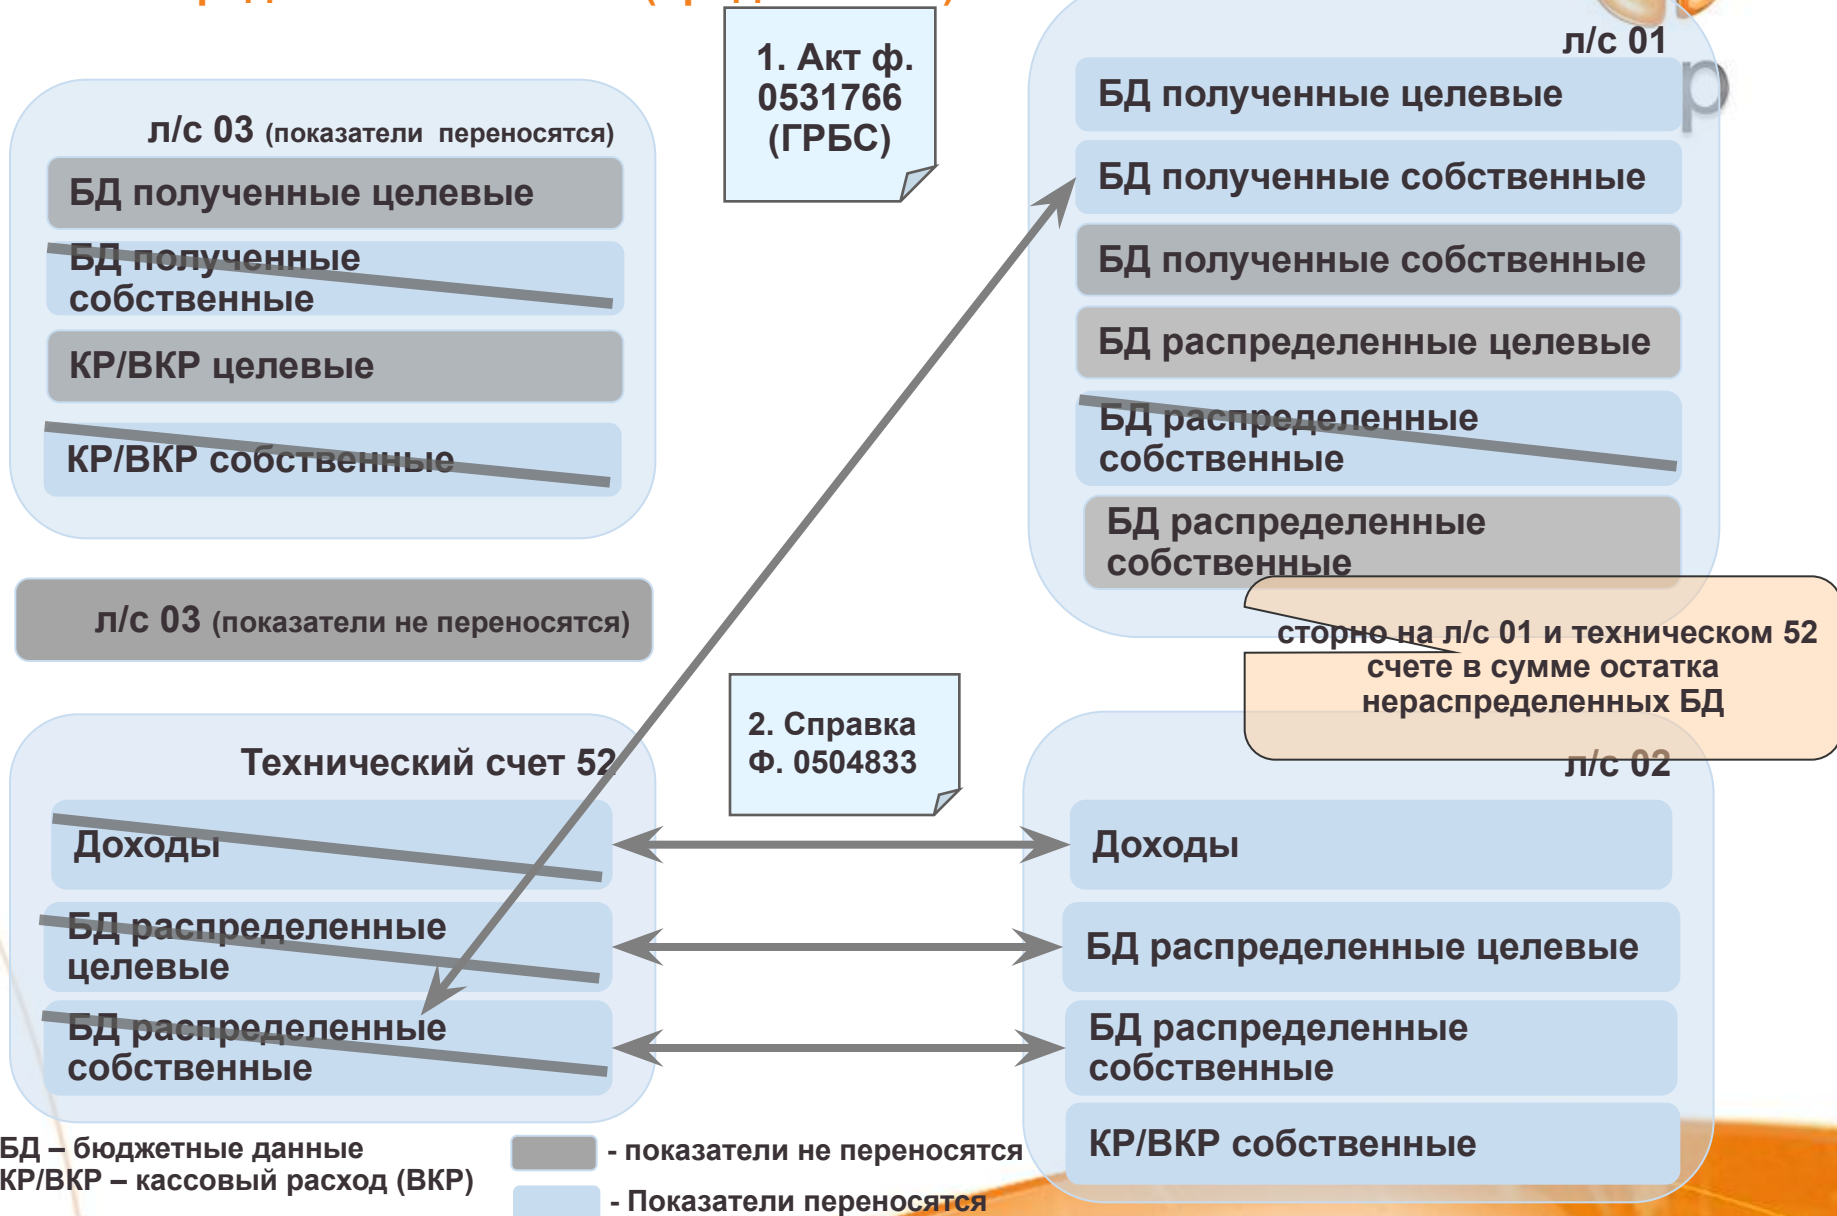 1. Акт ф.
0531766
(ГРБС)
л/с 03 (показатели переносятся)
БД полученные целевые
БД полученные
собственные
КР/ВКР целевые
КР/ВКР собственные
л/с 03 (показатели не переносятся)
л/с 01
БД полученные целевые
БД полученные собственные
БД полученные собственные
БД распределенные целевые
БД распределенные
собственные
БД распределенные
собственные
сторно на л/с 01 и техническом 52
счете в сумме остатка
нераспределенных БД
2. Справка
Ф. 0504833
Технический счет 52
Доходы
БД распределенные
целевые
БД распределенные
собственные
л/с 02
Доходы
БД распределенные целевые
БД распределенные
собственные
КР/ВКР собственные
БД – бюджетные данные
КР/ВКР – кассовый расход (ВКР)
- показатели не переносятся
- Показатели переносятся